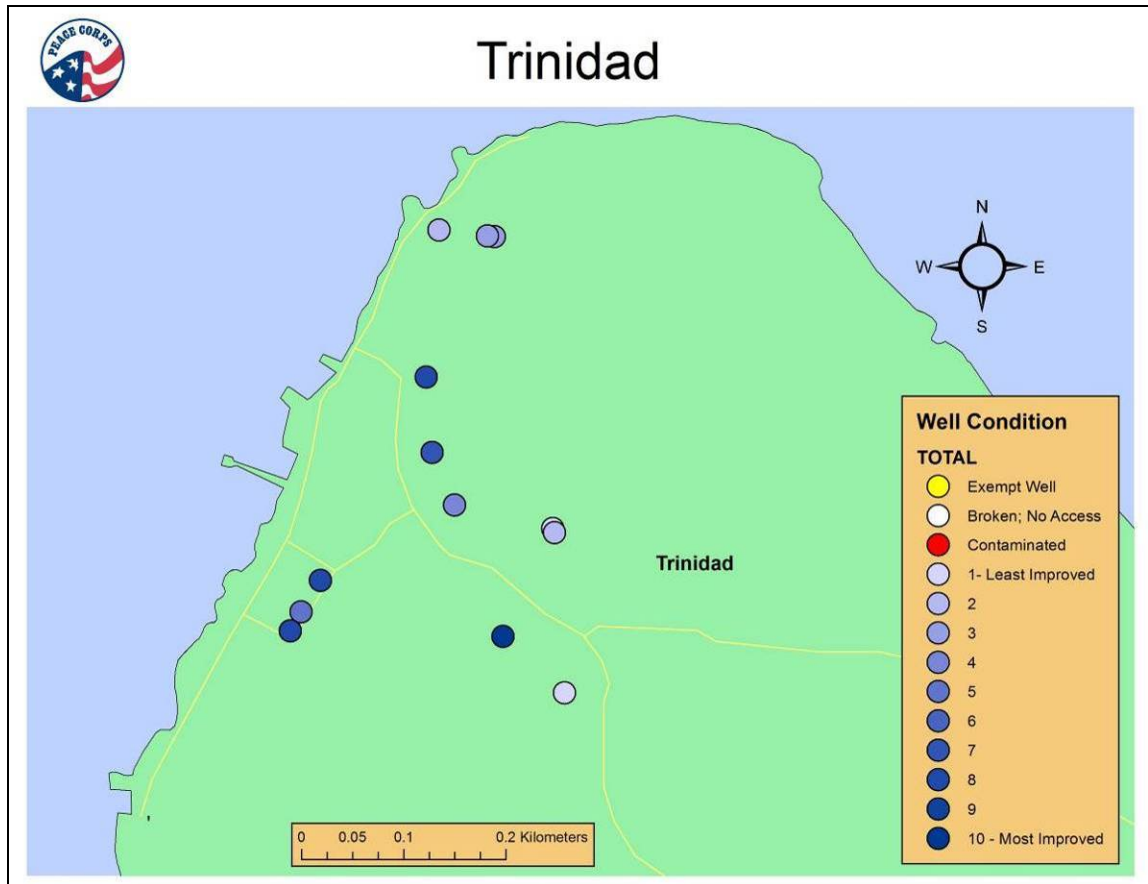 PEACE CORPS
Trinidad
N
W E
S
Trinidad
Well Condition
TOTAL
Exempt Well
Broken; No Access
Contaminated
1- Least Improved
2
3
4
5
6
7
8
9
10 - Most Improved
0 0.05 0.1 0.2 Kilometers